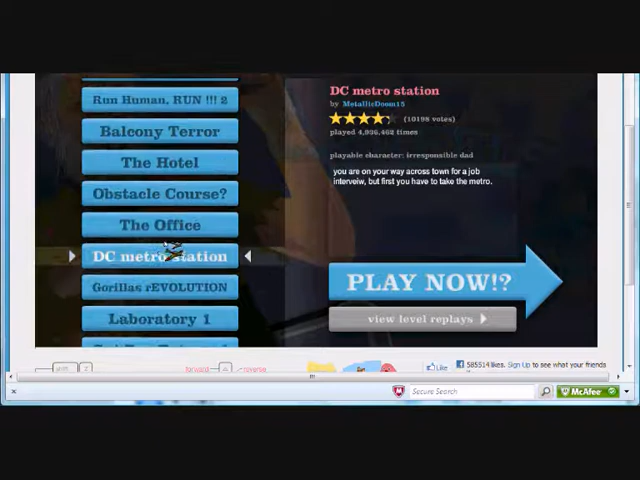 Run Human, RUN !!! 2
Balcony Terror
The Hotel
Obstacle Course?
The Office
DC metro station
Gorillas rEVOLUTION
Laboratory 1
DC metro station
by MetallicDoom15
(10198 votes)
played 4,936,462 times
playable character: irresponsible dad
you are on your way across town for a job
interveiw, but first you have to take the metro.
PLAY NOW!?
view level replays
Like
585514 likes. Sign Up to see what your friends
Secure Search
McAfee